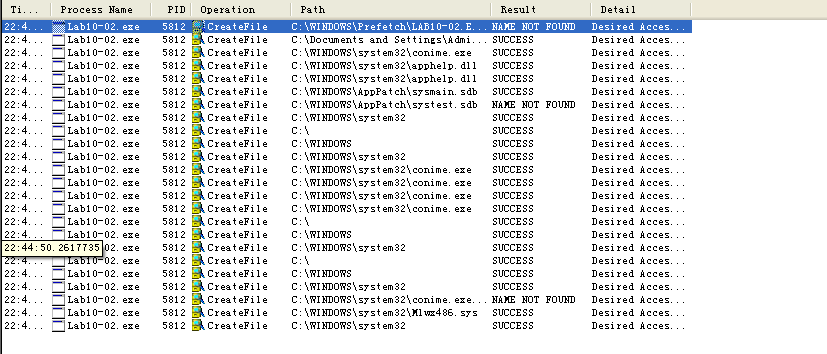 Ti... Process Name PID Operation Path Result Detail
22:4... Lab10-02.exe 5812 CreateFile C:\WINDOWS\Prefetch\LAB10-02.E... NAME NOT FOUND Desired Acces...
22:4... Lab10-02.exe 5812 CreateFile C:\Documents and Settings\Admi... SUCCESS Desired Acces...
22:4... Lab10-02.exe 5812 CreateFile C:\WINDOWS\system32\conime.exe SUCCESS Desired Acces...
22:4... Lab10-02.exe 5812 CreateFile C:\WINDOWS\system32\apphelp.dll SUCCESS Desired Acces...
22:4... Lab10-02.exe 5812 CreateFile C:\WINDOWS\system32\apphelp.dll SUCCESS Desired Acces...
22:4... Lab10-02.exe 5812 CreateFile C:\WINDOWS\AppPatch\sysmain.sdb SUCCESS Desired Acces...
22:4... Lab10-02.exe 5812 CreateFile C:\WINDOWS\AppPatch\systest.sdb NAME NOT FOUND Desired Acces...
22:4... Lab10-02.exe 5812 CreateFile C:\WINDOWS\system32 SUCCESS Desired Acces...
22:4... Lab10-02.exe 5812 CreateFile C:\ SUCCESS Desired Acces...
22:4... Lab10-02.exe 5812 CreateFile C:\WINDOWS SUCCESS Desired Acces...
22:4... Lab10-02.exe 5812 CreateFile C:\WINDOWS\system32 SUCCESS Desired Acces...
22:4... Lab10-02.exe 5812 CreateFile C:\WINDOWS\system32\conime.exe SUCCESS Desired Acces...
22:4... Lab10-02.exe 5812 CreateFile C:\WINDOWS\system32\conime.exe SUCCESS Desired Acces...
22:4... Lab10-02.exe 5812 CreateFile C:\WINDOWS\system32\conime.exe SUCCESS Desired Acces...
22:4... Lab10-02.exe 5812 CreateFile C:\WINDOWS\system32\conime.exe SUCCESS Desired Acces...
22:4... Lab10-02.exe 5812 CreateFile C:\ SUCCESS Desired Acces...
22:4... Lab10-02.exe 5812 CreateFile C:\WINDOWS SUCCESS Desired Acces...
22:44:50.2617735 02.exe 5812 CreateFile C:\WINDOWS\system32 SUCCESS Desired Acces...
22:4... Lab10-02.exe 5812 CreateFile C:\ SUCCESS Desired Acces...
22:4... Lab10-02.exe 5812 CreateFile C:\WINDOWS SUCCESS Desired Acces...
22:4... Lab10-02.exe 5812 CreateFile C:\WINDOWS\system32 SUCCESS Desired Acces...
22:4... Lab10-02.exe 5812 CreateFile C:\WINDOWS\system32\conime.exe... NAME NOT FOUND Desired Acces...
22:4... Lab10-02.exe 5812 CreateFile C:\WINDOWS\system32\Mlwx486.sys SUCCESS Desired Acces...
22:4... Lab10-02.exe 5812 CreateFile C:\WINDOWS\system32 SUCCESS Desired Acces...